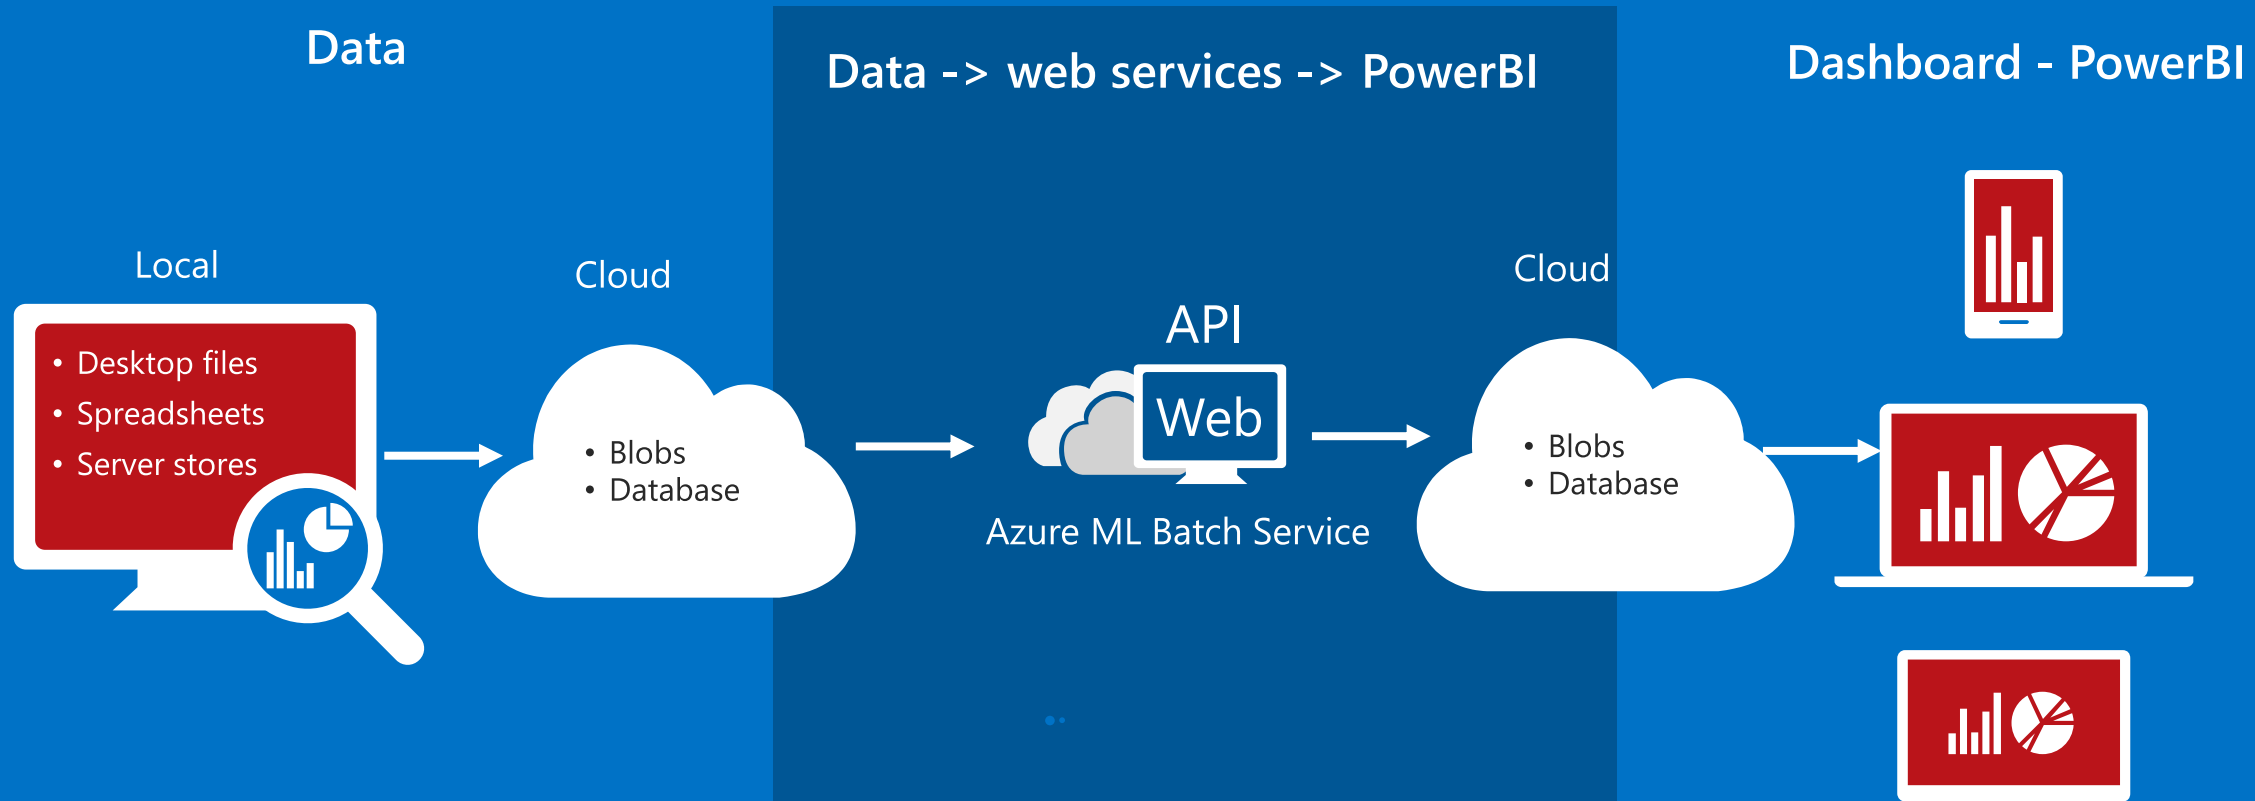 Data
Data -> web services -> PowerBI
Dashboard - PowerBI
Local
• Desktop files
• Spreadsheets
• Server stores
Cloud
• Blobs
• Database
API
Web
Azure ML Batch Service
Cloud
• Blobs
• Database